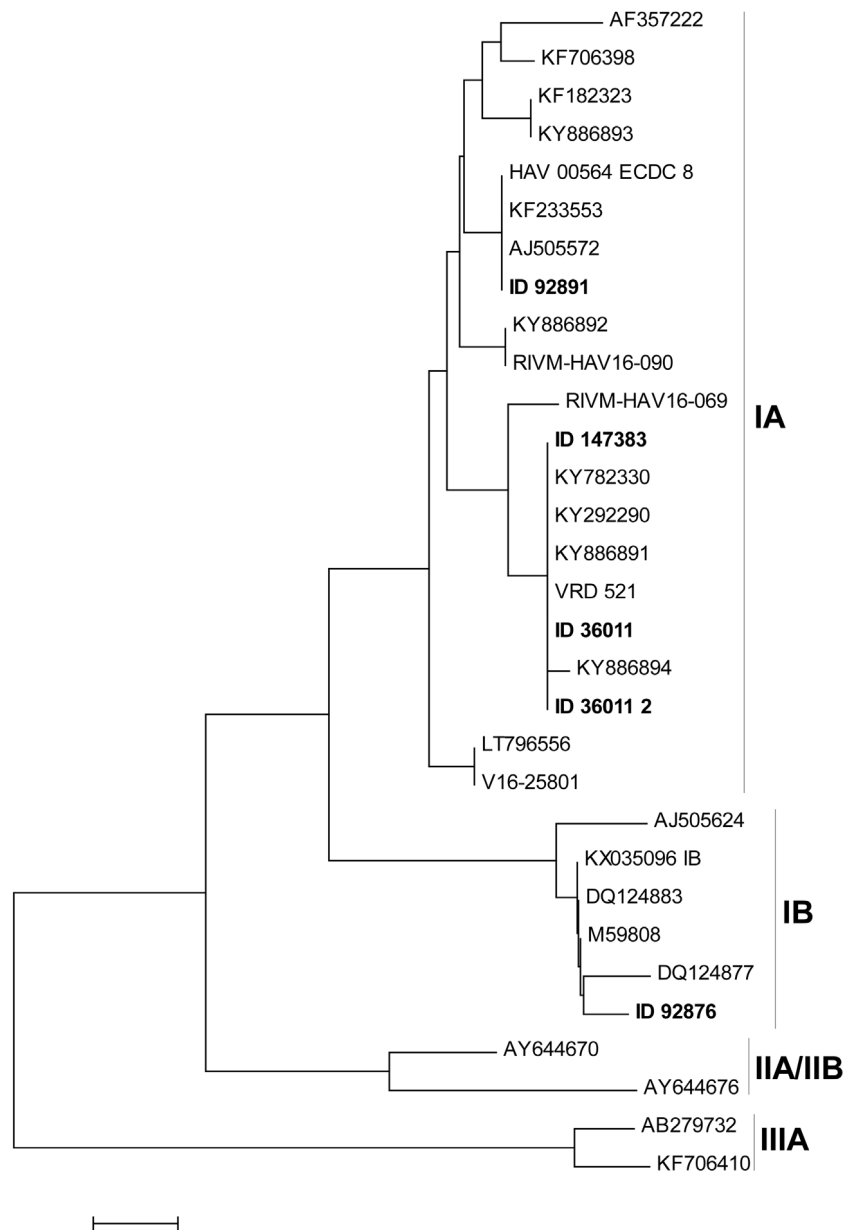 AF357222
KF706398
KF182323
KY886893
HAV 00564 ECDC 8
KF233553
AJ505572
ID 92891
KY886892
RIVM-HAV16-090
RIVM-HAV16-069
IA
ID 147383
KY782330
KY292290
KY886891
VRD 521
ID 36011
KY886894
ID 36011 2
LT796556
V16-25801
AJ505624
KX035096 IB
DQ124883
IB
M59808
DQ124877
ID 92876
AY644670
IIA/IIB
AY644676
AB279732
IIIA
KF706410